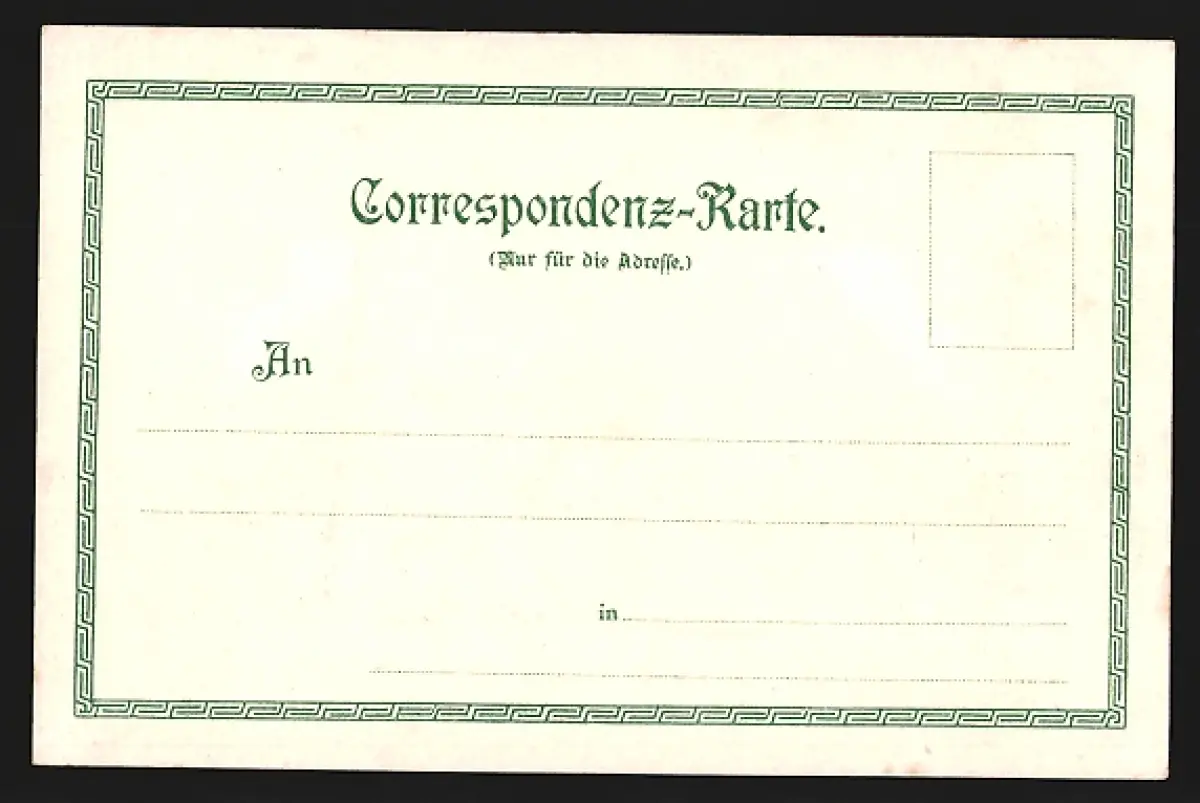 Correspondenz-Karte.
(Nur für die Adresse.)
An
in